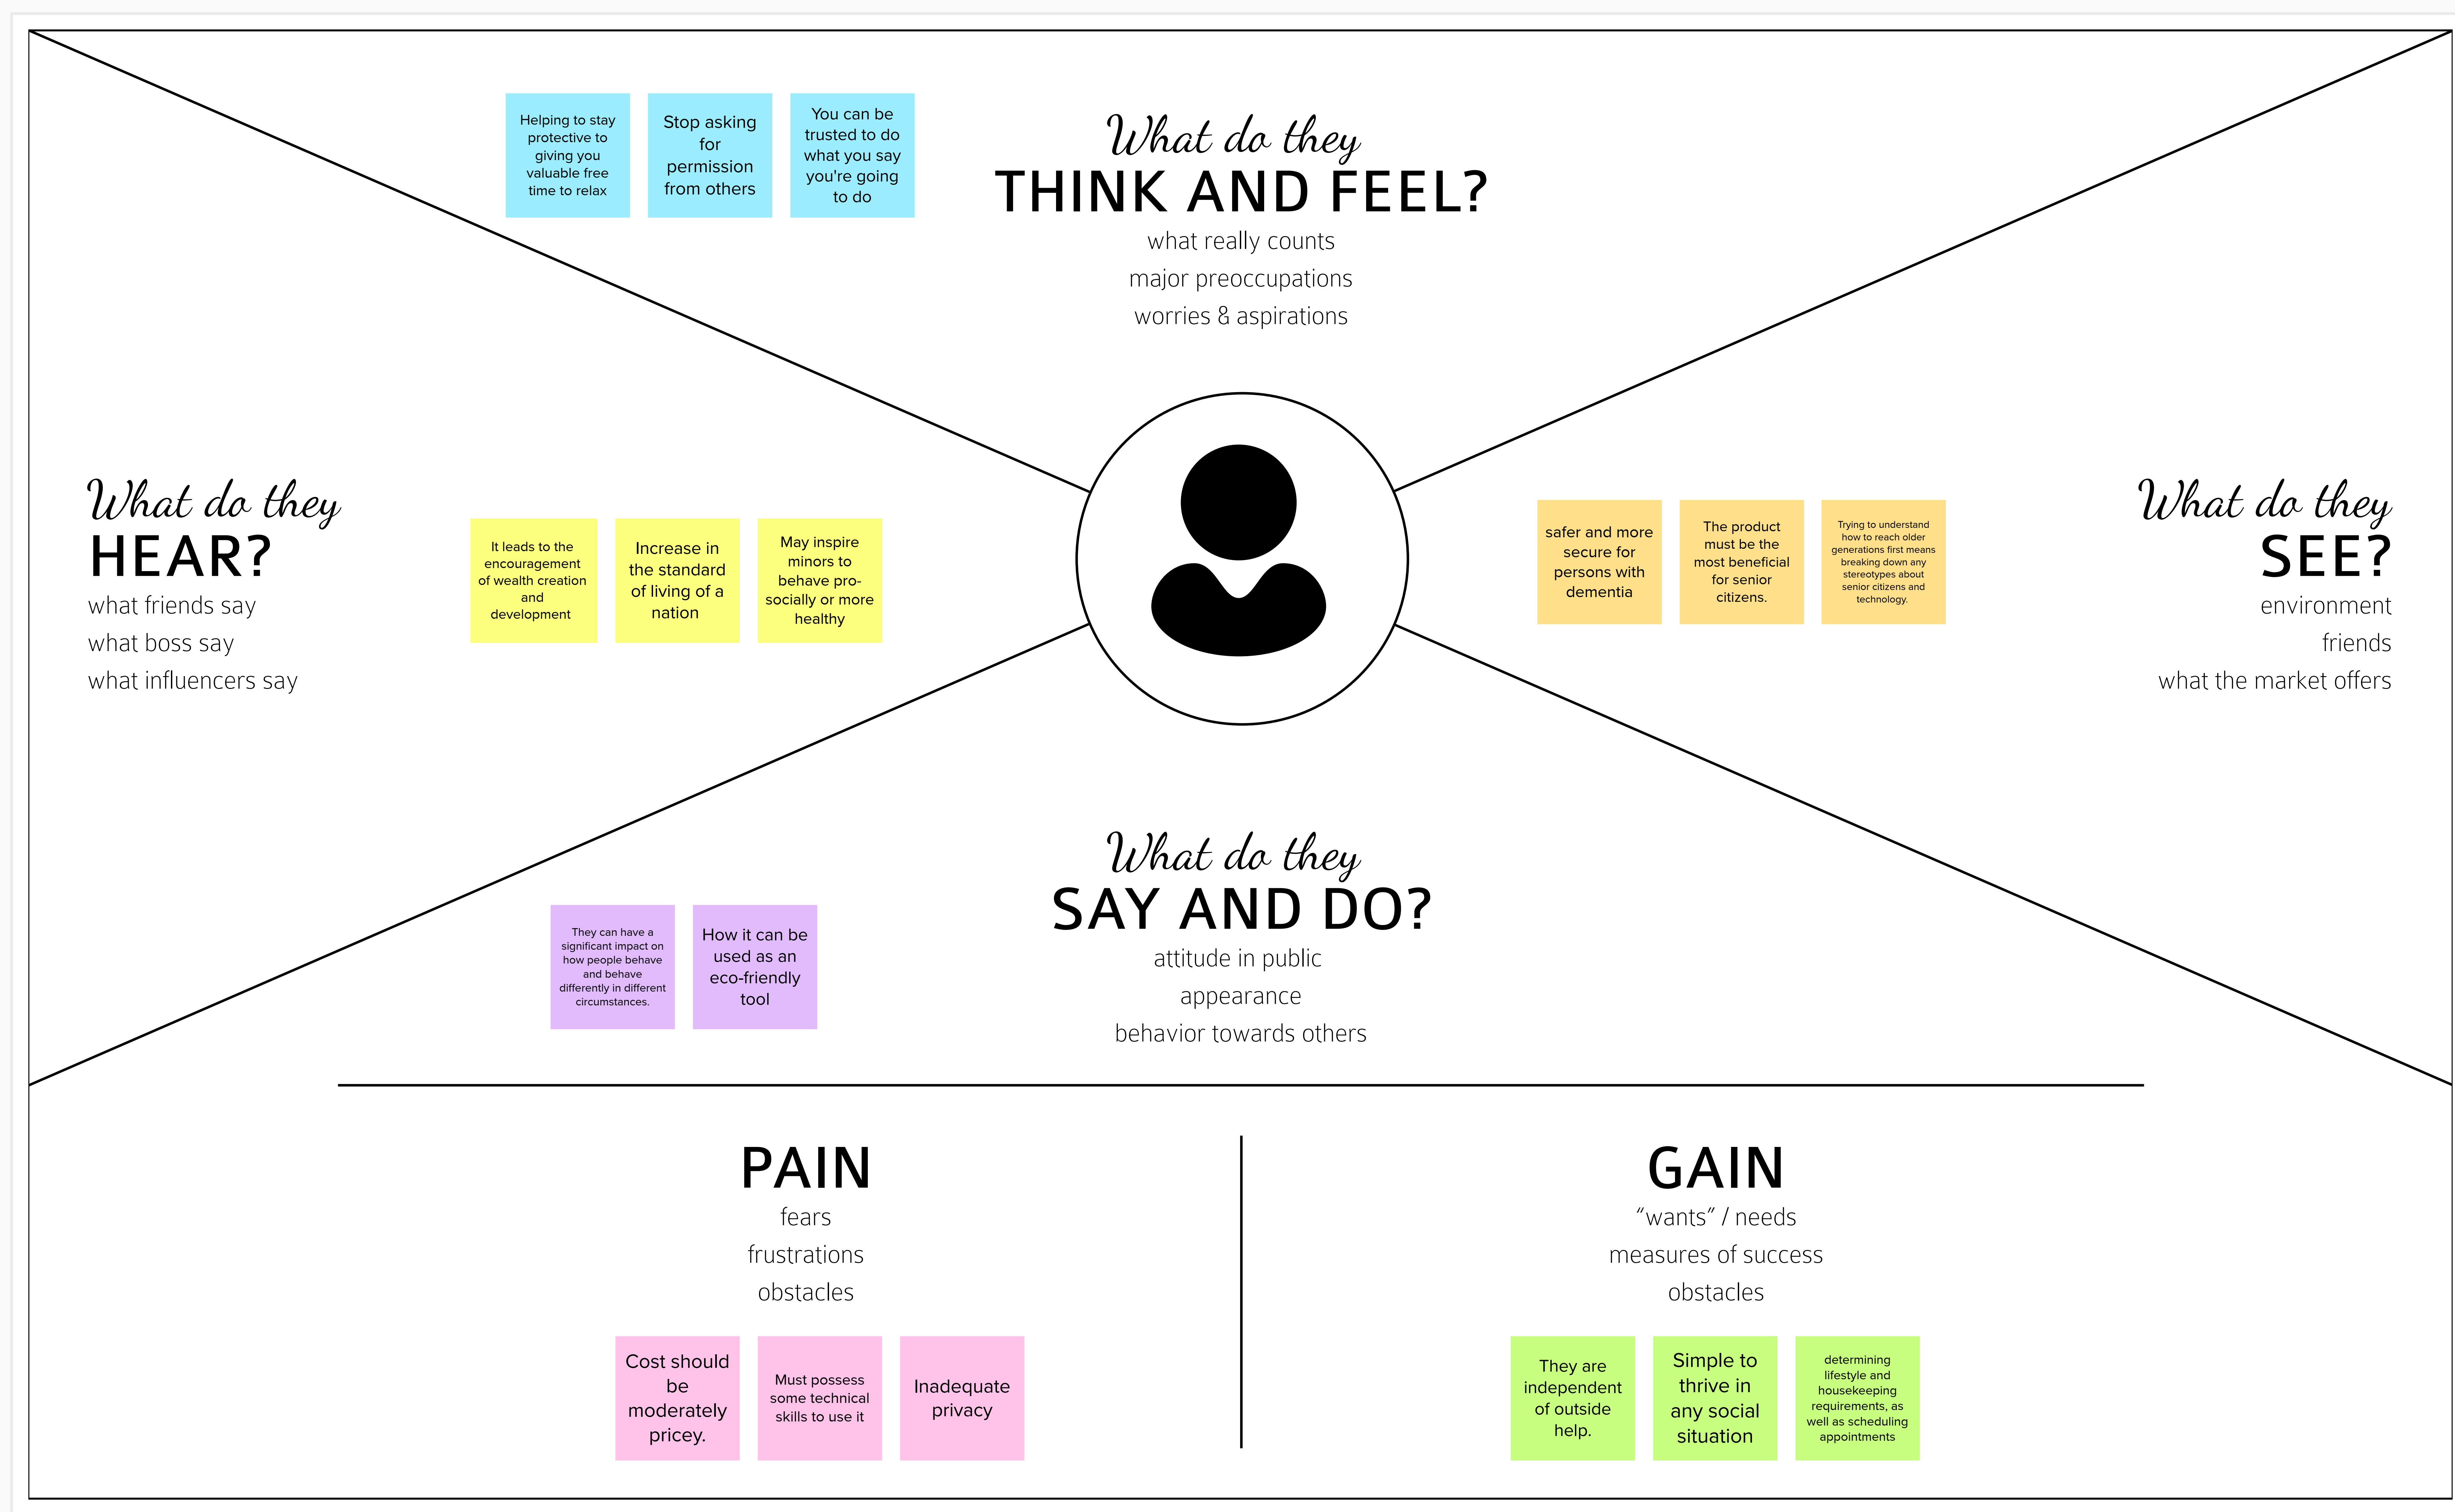 Helping to stay
protective to
giving you
valuable free
time to relax
Stop asking
for
permission
from others
You can be
trusted to do
what you say
you're going
to do
What do they
THINK AND FEEL?
what really counts
major preoccupations
worries & aspirations
What do they
HEAR?
what friends say
what boss say
what influencers say
It leads to the
encouragement
of wealth creation
and
development
Increase in
the standard
of living of a
nation
May inspire
minors to
behave pro-
socially or more
healthy
safer and more
secure for
persons with
dementia
The product
must be the
most beneficial
for senior
citizens.
Trying to understand
how to reach older
generations first means
breaking down any
stereotypes about
senior citizens and
technology.
What do they
SEE?
environment
friends
what the market offers
They can have a
significant impact on
how people behave
and behave
differently in different
circumstances.
How it can be
used as an
eco-friendly
tool
What do they
SAY AND DO?
attitude in public
appearance
behavior towards others
PAIN
fears
frustrations
obstacles
Cost should
be
moderately
pricey.
Must possess
some technical
skills to use it
Inadequate
privacy
GAIN
“wants” / needs
measures of success
obstacles
They are
independent
of outside
help.
Simple to
thrive in
any social
situation
determining
lifestyle and
housekeeping
requirements, as
well as scheduling
appointments